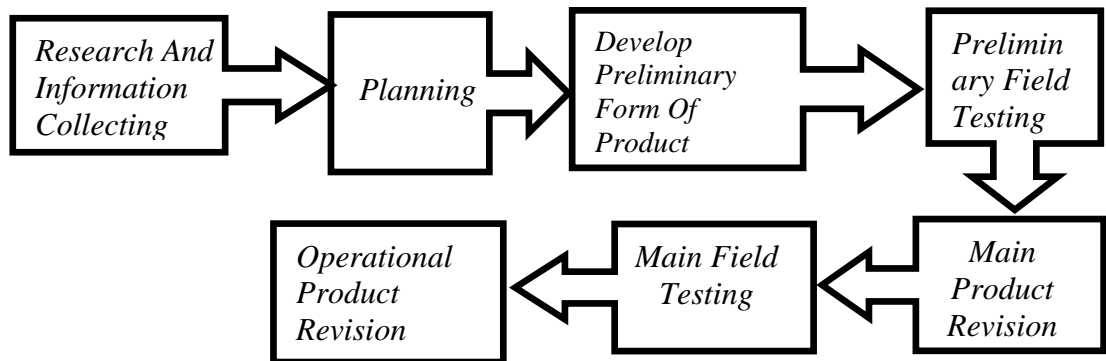 Research And
Information
Collecting
Planning
Develop
Preliminary
Form Of
Product
Prelimin
ary Field
Testing
Main
Product
Revision
Main Field
Testing
Operational
Product
Revision